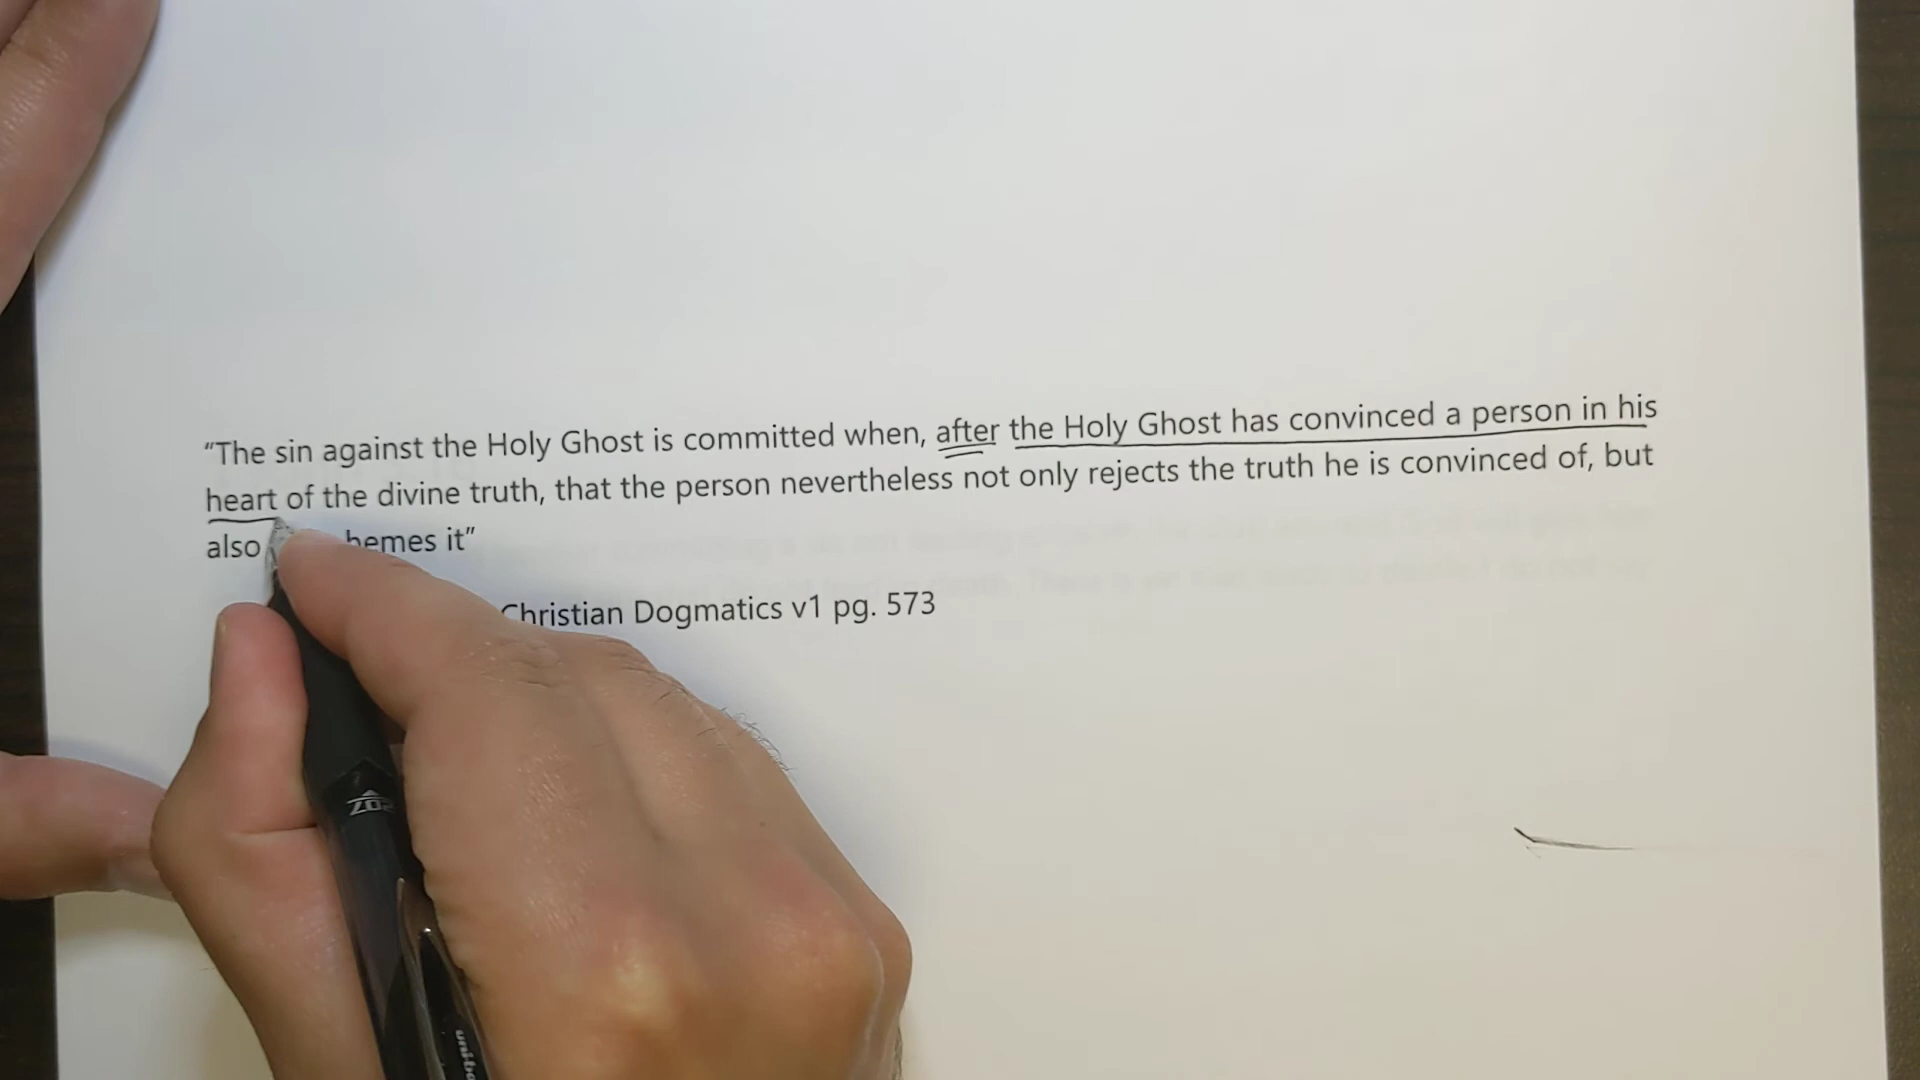 “The sin against the Holy Ghost is committed when, after the Holy Ghost has convinced a person in his
heart of the divine truth, that the person nevertheless not only rejects the truth he is convinced of, but
also hemes it”
Christian Dogmatics v1 pg. 573